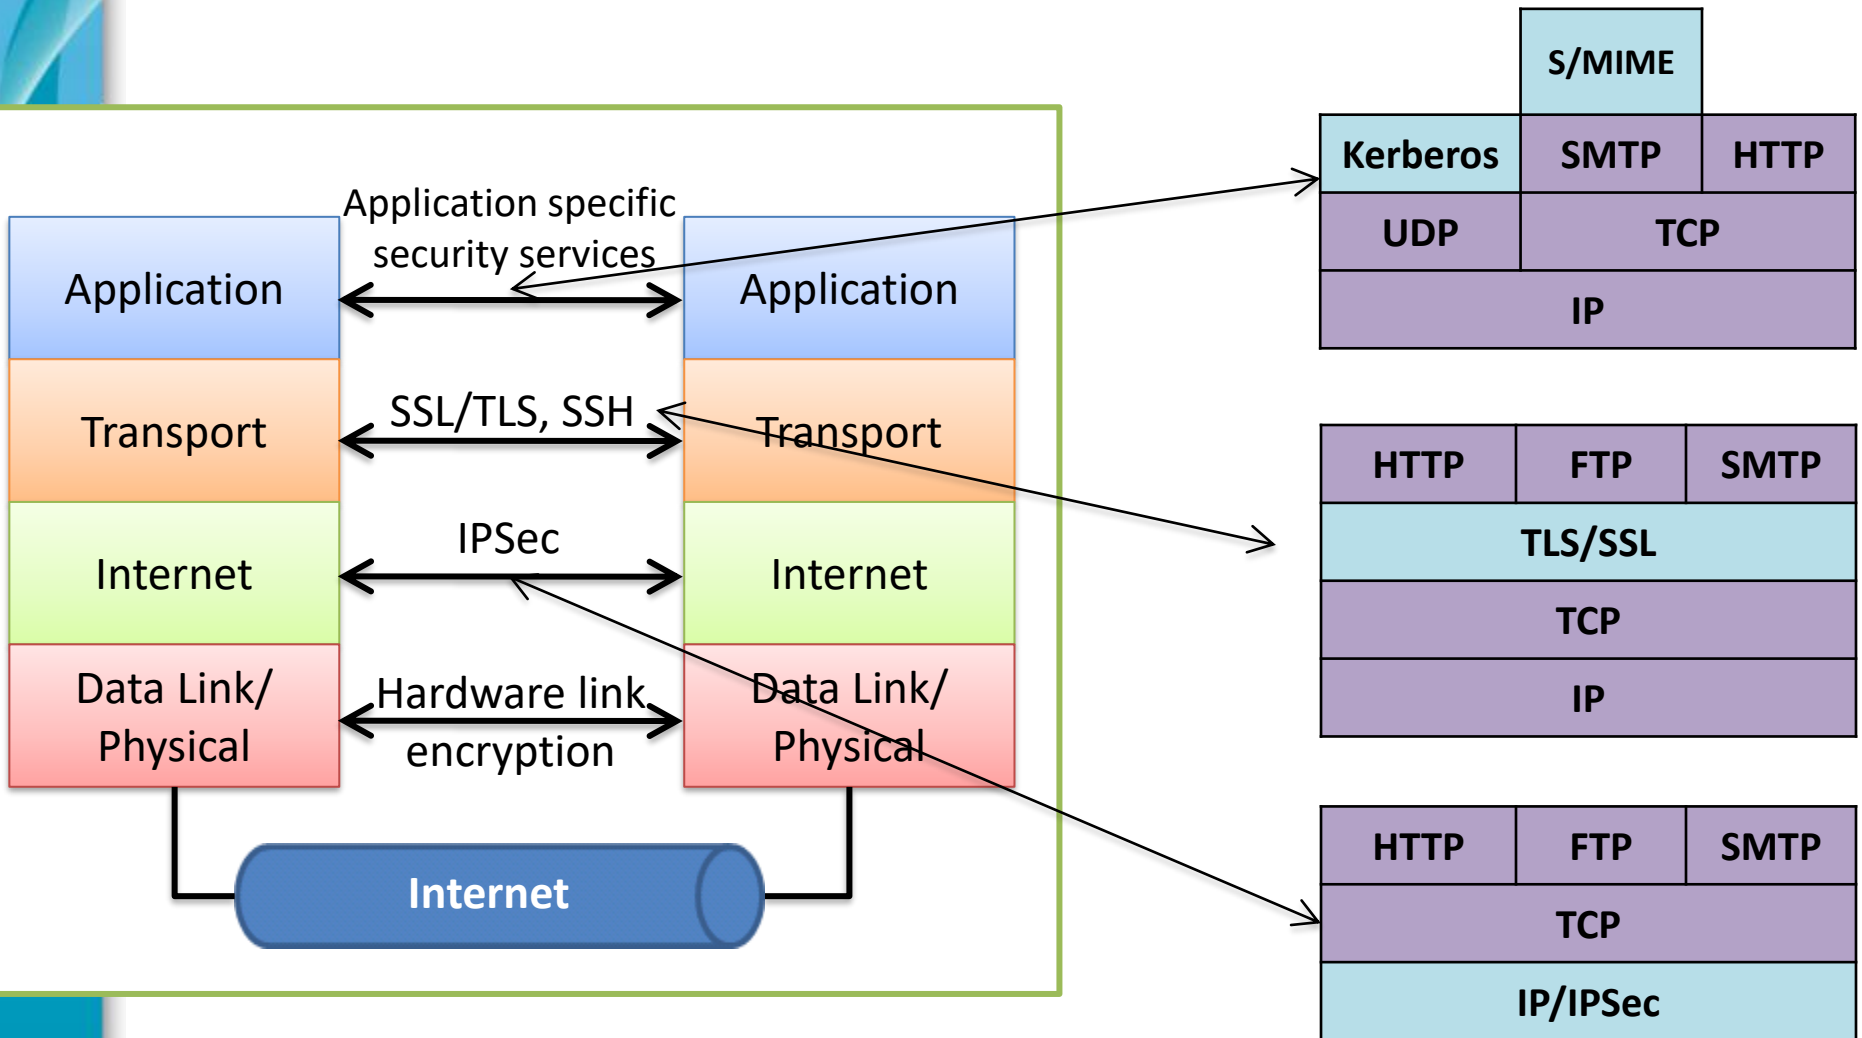 Application specific
security services
Application
Application
SSL/TLS, SSH
Transport
Transport
IPSec
Internet
Internet
Data Link/
Physical
Hardware link
encryption
Data Link/
Physical
Internet
S/MIME
Kerberos SMTP HTTP
UDP TCP
IP
HTTP FTP SMTP
TLS/SSL
TCP
IP
HTTP FTP SMTP
TCP
IP/IPSec